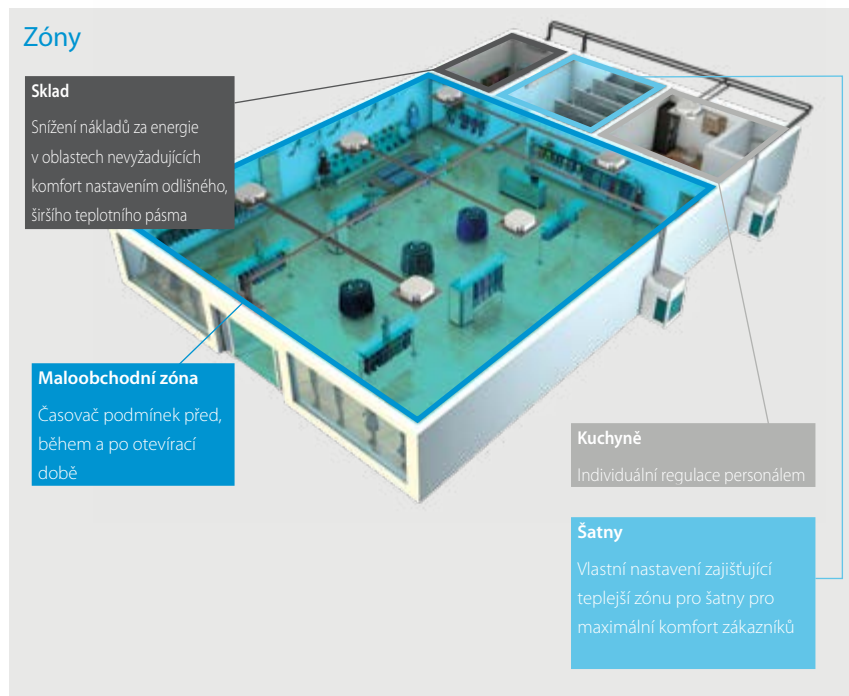 Zóny
Sklad
Snížení nákladů za energie
v oblastech nevyžadujících
komfort nastavením odlišného,
širšího teplotního pásma
Maloobchodní zóna
Časovač podmínek před,
během a po otevírací
době
Kuchyně
Individuální regulace personálem
Šatny
Vlastní nastavení zajišťující
teplejší zónu pro šatny pro
maximální komfort zákazníků